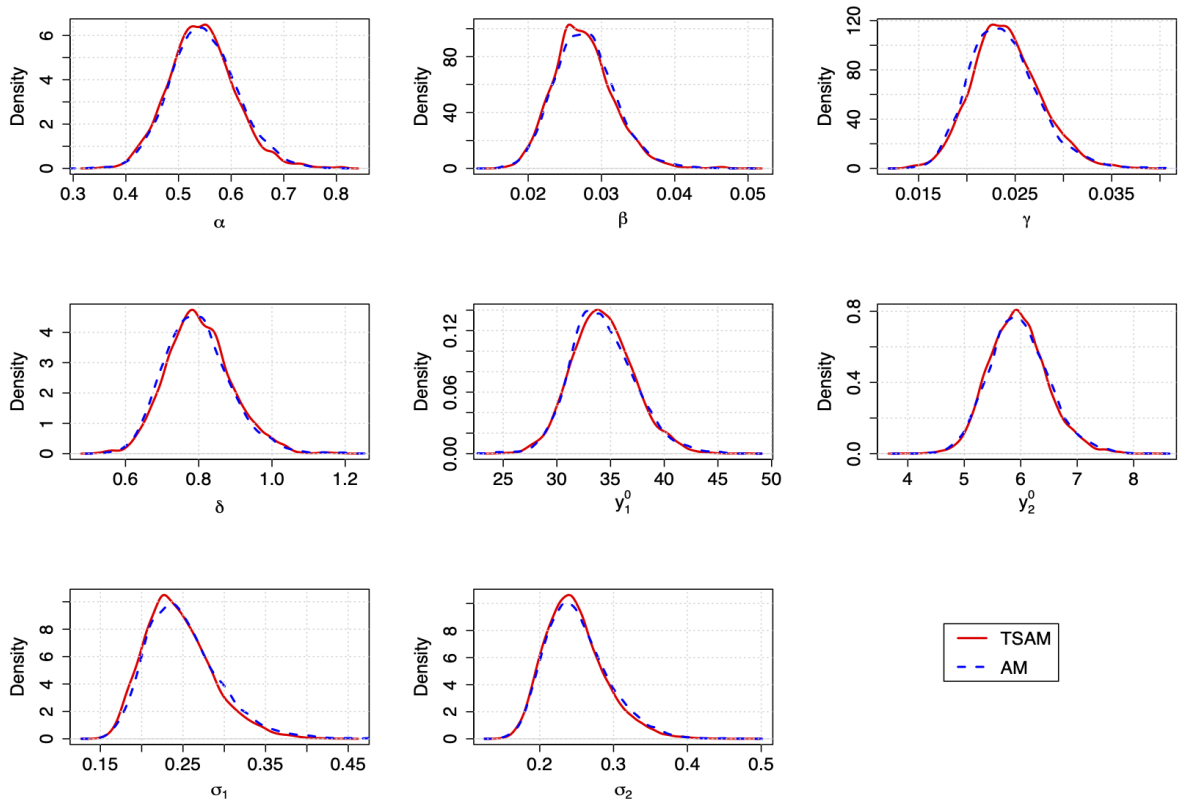 Density
0 2 4 6
0.3 0.4 0.5 0.6 0.7 0.8
α
Density
0 40 80
0.02 0.03 0.04 0.05
β
Density
0 40 80 120
0.015 0.025 0.035
γ
Density
0 1 2 3 4
0.6 0.8 1.0 1.2
δ
Density
0.00 0.06 0.12
25 30 35 40 45 50
y₁⁰
Density
0.0 0.4 0.8
4 5 6 7 8
y₂⁰
Density
0 2 4 6 8
0.15 0.25 0.35 0.45
σ₁
Density
0 2 4 6 8
0.2 0.3 0.4 0.5
σ₂
TSAM
AM